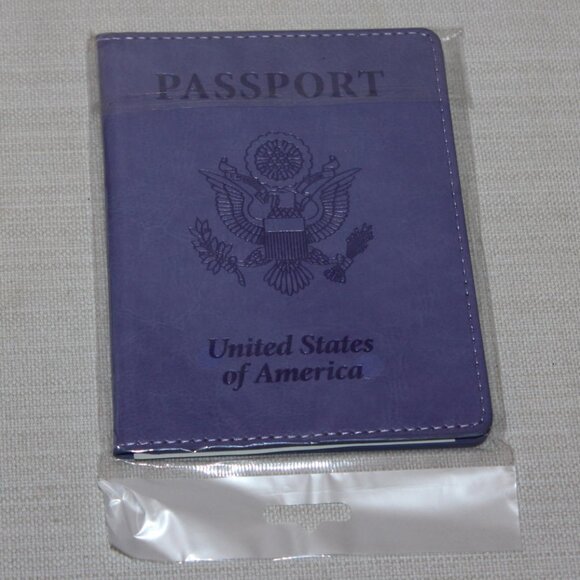 PASSPORT
United States
of America